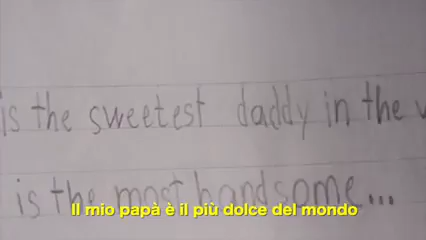 is the sweetest daddy in the
is the most handsome...
Il mio papà è il più dolce del mondo